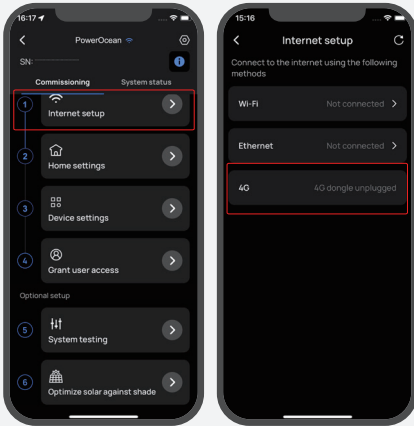 16:17
PowerOcean
SN:
Commissioning
System status
1
Internet setup
2
Home settings
3
Device settings
4
Grant user access
Optional setup
5
System testing
6
Optimize solar against shade
15:16
Internet setup
Connect to the internet using the following
methods
Wi-Fi
Not connected
Ethernet
Not connected
4G
4G dongle unplugged